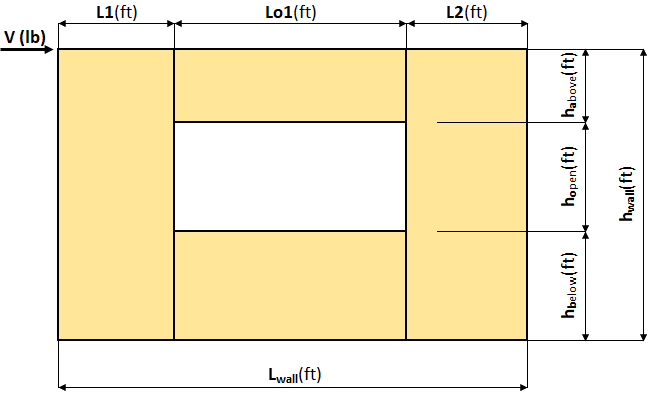 L1(ft)
Lo1(ft)
L2(ft)
V (lb)
habove(ft)
hopen(ft)
hwall(ft)
hbelow(ft)
Lwall(ft)